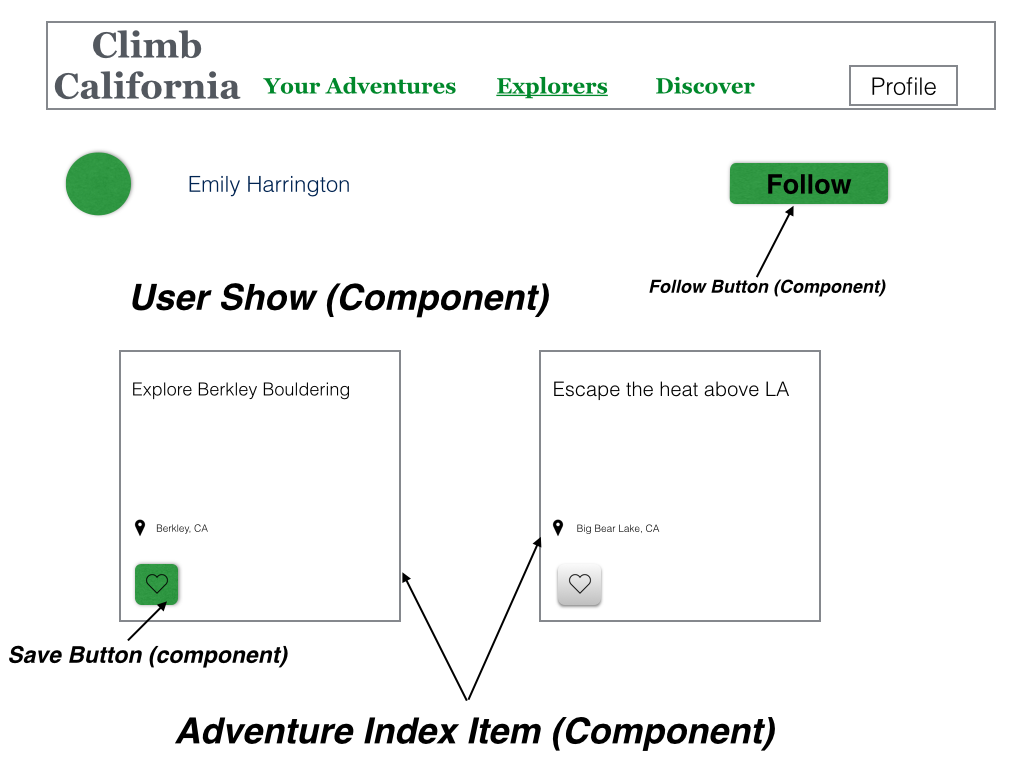 Climb
California
Your Adventures
Explorers
Discover
Profile
Emily Harrington
Follow
Follow Button (Component)
User Show (Component)
Explore Berkley Bouldering
Escape the heat above LA
Berkley, CA
Big Bear Lake, CA
Save Button (component)
Adventure Index Item (Component)